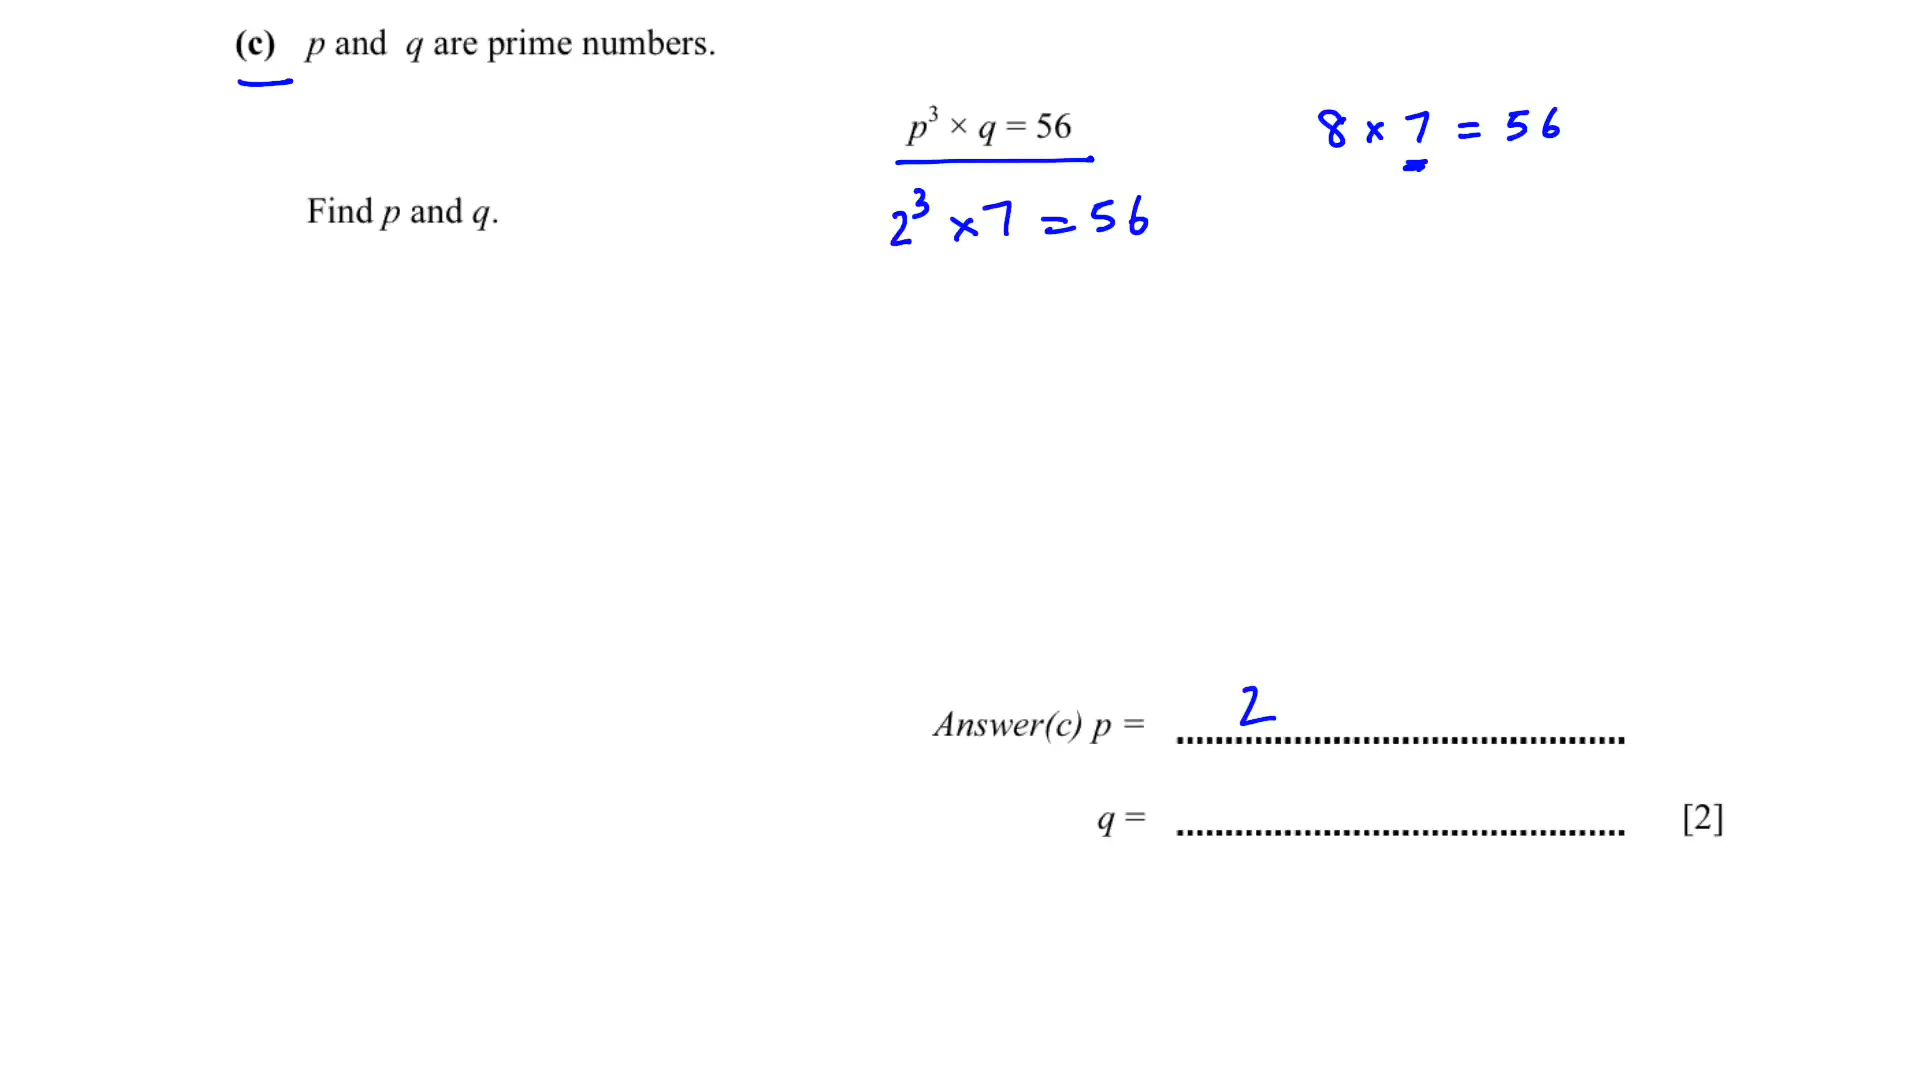 (c) p and q are prime numbers.
p³ × q = 56
8 × 7 = 56
Find p and q.
2³ × 7 = 56
Answer(c) p = 2
q = ............................................... [2]